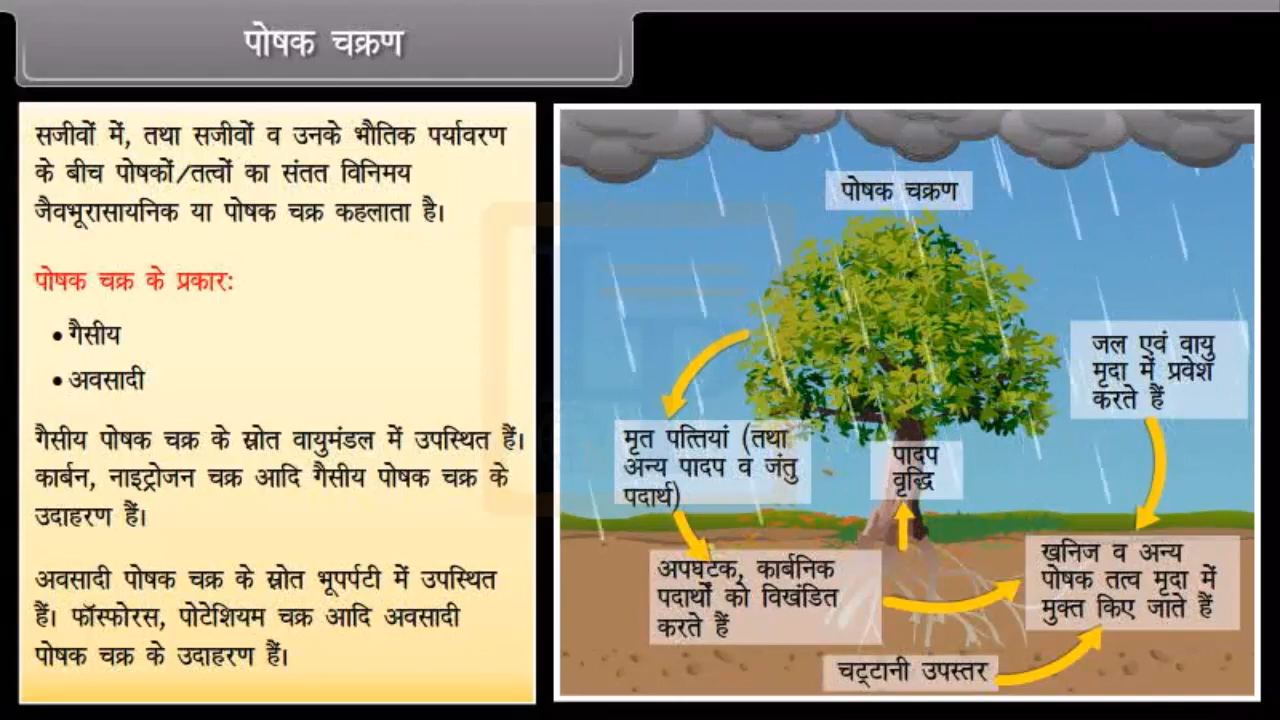 पोषक चक्रण
सजीवों में, तथा सजीवों व उनके भौतिक पर्यावरण
के बीच पोषकों/तत्वों का संतत विनिमय
जैवभूरासायनिक या पोषक चक्र कहलाता है।
पोषक चक्र के प्रकार:
• गैसीय
• अवसादी
गैसीय पोषक चक्र के स्रोत वायुमंडल में उपस्थित हैं।
कार्बन, नाइट्रोजन चक्र आदि गैसीय पोषक चक्र के
उदाहरण हैं।
अवसादी पोषक चक्र के स्रोत भूपर्पटी में उपस्थित
हैं। फॉस्फोरस, पोटेशियम चक्र आदि अवसादी
पोषक चक्र के उदाहरण हैं।
पोषक चक्रण
जल एवं वायु
मृदा में प्रवेश
करते हैं
मृत पत्तियां (तथा
अन्य पादप व जंतु
पदार्थ)
पादप
वृद्धि
अपघटक, कार्बनिक
पदार्थों को विखंडित
करते हैं
खनिज व अन्य
पोषक तत्व मृदा में
मुक्त किए जाते हैं
चट्टानी उपस्तर